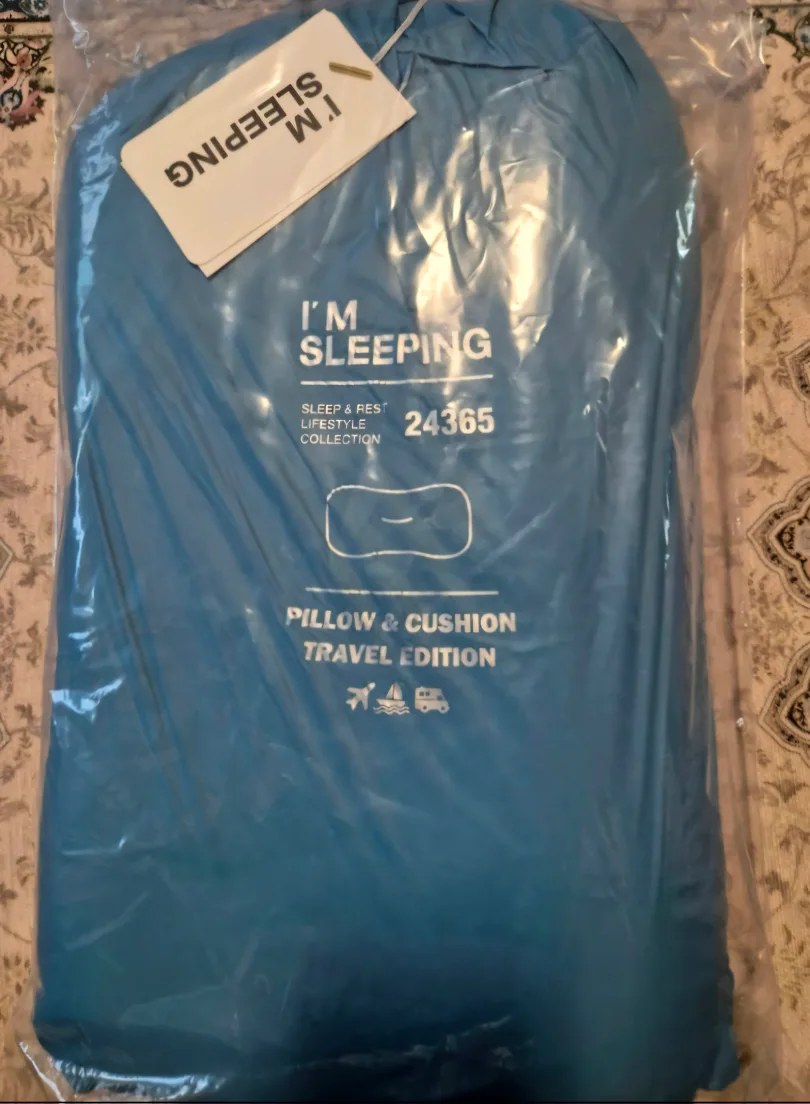 I'M
SLEEPING
I'M
SLEEPING
SLEEP & REST
LIFESTYLE
COLLECTION
24365
PILLOW & CUSHION
TRAVEL EDITION